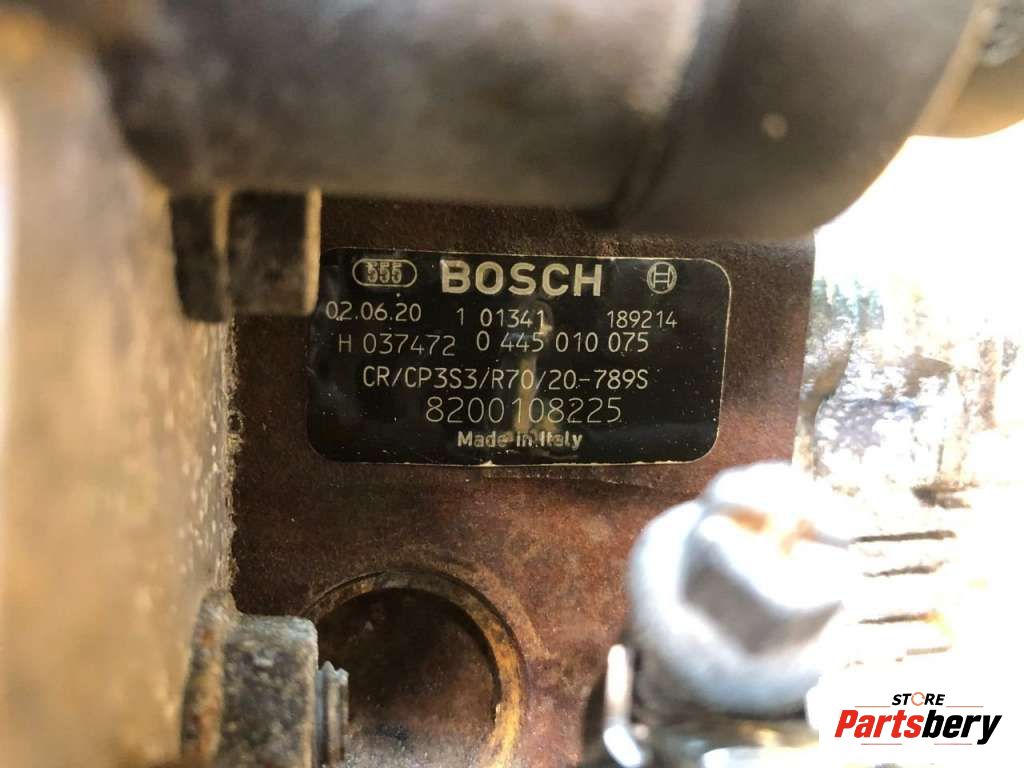 555 BOSCH
02.06.20 1 01341 189214
H 037472 0 445 010 075
CR/CP3S3/R70/20-789S
8200108225
Made in Italy
STORE
Partsbery